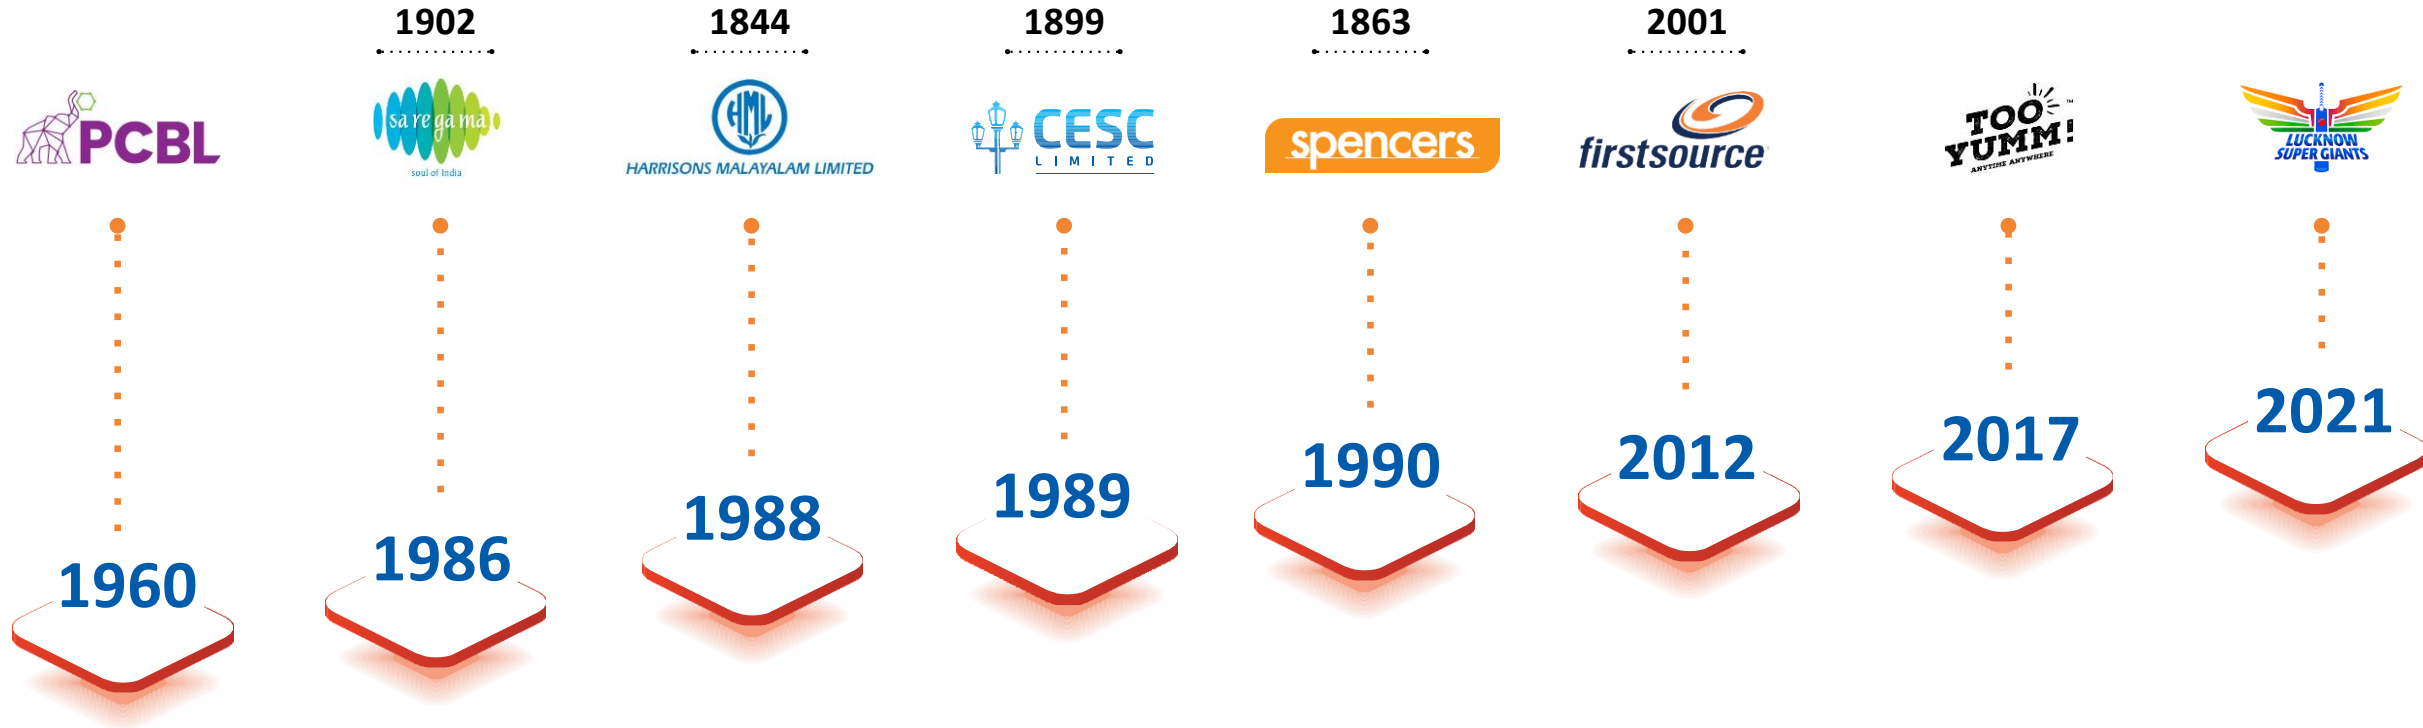 1902
1844
1899
1863
2001
PCBL
sa re ga ma
soul of India
HML
HARRISONS MALAYALAM LIMITED
CESC
LIMITED
spencers
firstsource
TOO
YUMM!
™
ANYTIME ANYWHERE
LUCKNOW
SUPER GIANTS
1960
1986
1988
1989
1990
2012
2017
2021